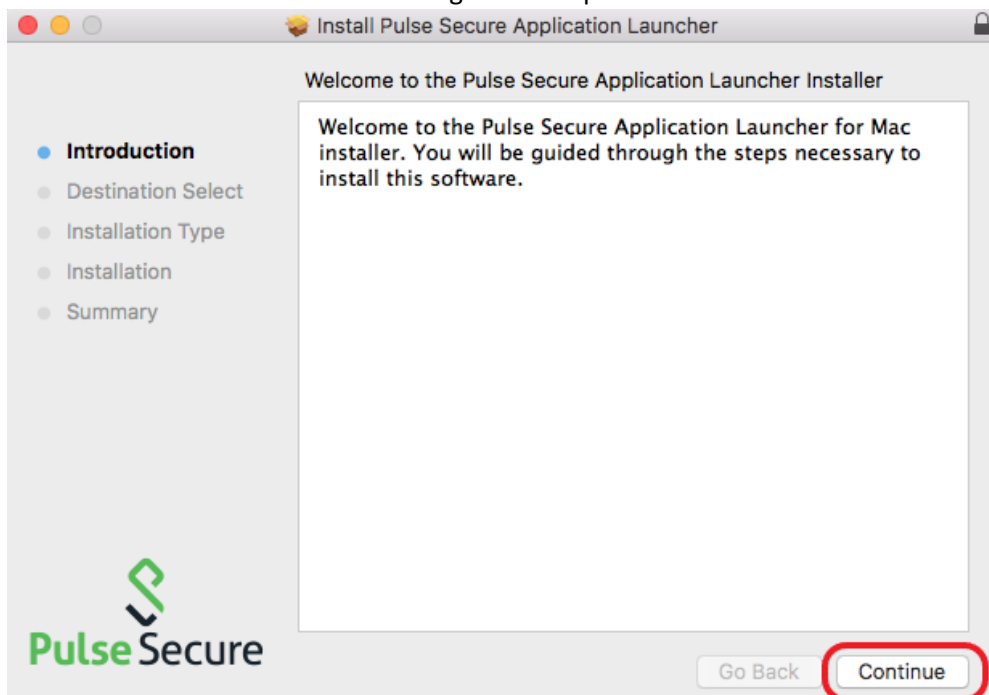 Install Pulse Secure Application Launcher
Welcome to the Pulse Secure Application Launcher Installer
Welcome to the Pulse Secure Application Launcher for Mac
installer. You will be guided through the steps necessary to
install this software.
Introduction
Destination Select
Installation Type
Installation
Summary
Pulse Secure
Go Back
Continue